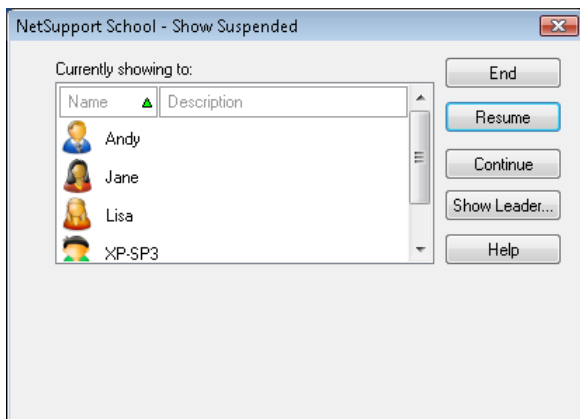 NetSupport School - Show Suspended
Currently showing to:
Name Description
Andy
Jane
Lisa
XP-SP3
End
Resume
Continue
Show Leader...
Help